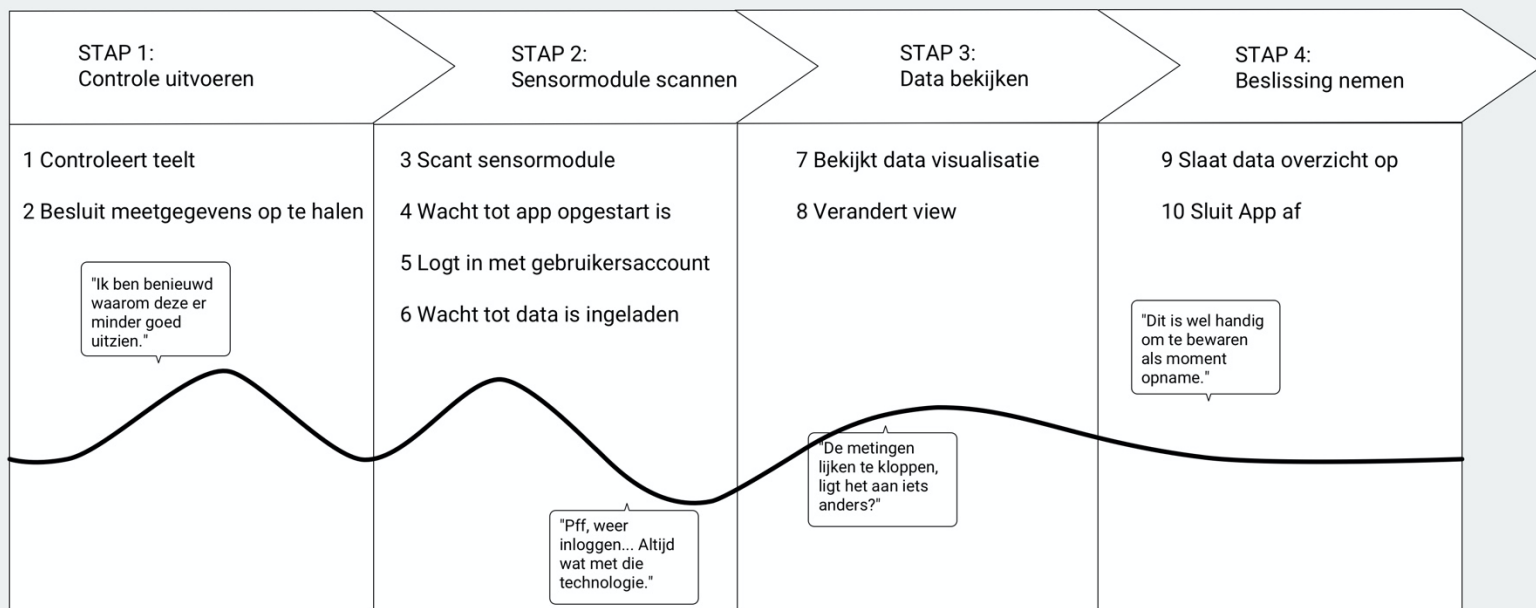 STAP 1:
Controle uitvoeren
STAP 2:
Sensormodule scannen
STAP 3:
Data bekijken
STAP 4:
Beslissing nemen
1 Controleert teelt
2 Besluit meetgegevens op te halen
"Ik ben benieuwd
waarom deze er
minder goed
uitzien."
3 Scant sensormodule
4 Wacht tot app opgestart is
5 Logt in met gebruikersaccount
6 Wacht tot data is ingeladen
"Pff, weer
inloggen... Altijd
wat met die
technologie."
7 Bekijkt data visualisatie
8 Verandert view
"De metingen
lijken te kloppen,
ligt het aan iets
anders?"
9 Slaat data overzicht op
10 Sluit App af
"Dit is wel handig
om te bewaren
als moment
opname."